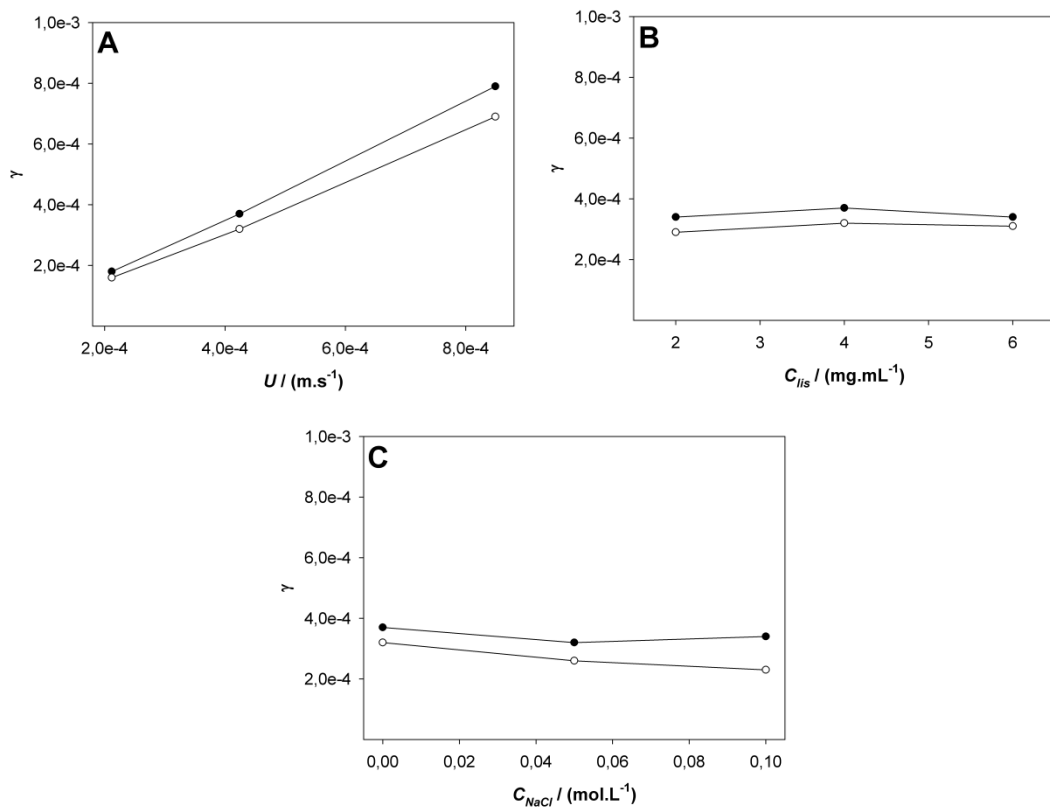 A
1,0e-3
8,0e-4
6,0e-4
4,0e-4
2,0e-4
γ
2,0e-4 4,0e-4 6,0e-4 8,0e-4
U / (m.s⁻¹)
B
1,0e-3
8,0e-4
6,0e-4
4,0e-4
2,0e-4
γ
2 3 4 5 6
C_lis / (mg.mL⁻¹)
C
1,0e-3
8,0e-4
6,0e-4
4,0e-4
2,0e-4
γ
0,00 0,02 0,04 0,06 0,08 0,10
C_NaCl / (mol.L⁻¹)